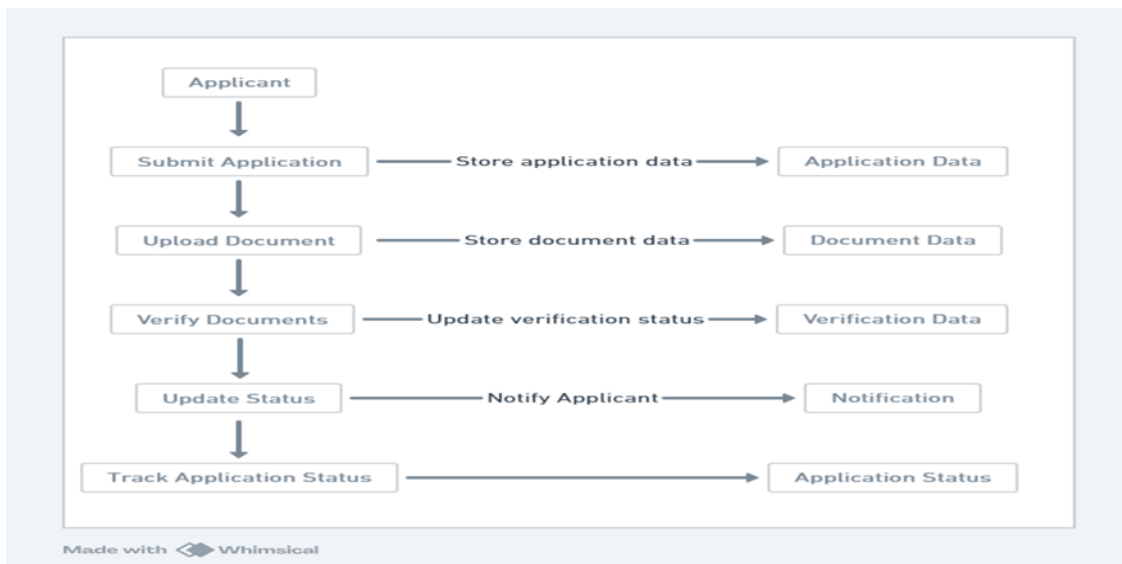 Applicant
Submit Application Store application data Application Data
Upload Document Store document data Document Data
Verify Documents Update verification status Verification Data
Update Status Notify Applicant Notification
Track Application Status Application Status
Made with Whimsical